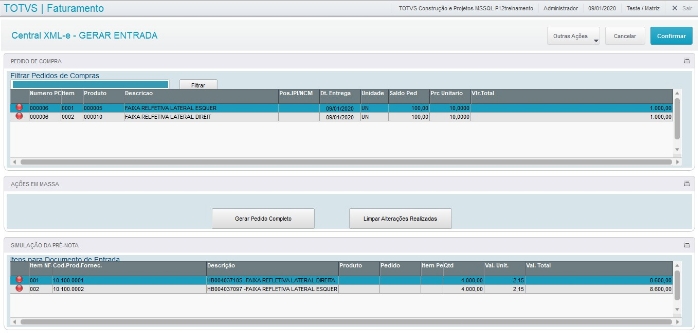 TOTVS | Faturamento
TOTVS Construção e Projetos MSSQL P12treinamento Administrador 09/01/2020 Teste / Matriz X Sair
Central XML-e - GERAR ENTRADA
Outras Ações Cancelar Confirmar
PEDIDO DE COMPRA
Filtrar Pedidos de Compras
Filtrar
Numero PC Item Produto Descricao Pos.IPI/NCM Dt. Entrega Unidade Saldo Ped Prc Unitario Vlr.Total
000006 0001 000009 FAIXA RELFETIVA LATERAL ESQUER 09/01/2020 UN 100,00 10,0000 1.000,00
000006 0002 000010 FAIXA RELFETIVA LATERAL DIREIT 09/01/2020 UN 100,00 10,0000 1.000,00
AÇÕES EM MASSA
Gerar Pedido Completo Limpar Alterações Realizadas
SIMULAÇÃO DA PRÉ-NOTA
Itens para Documento de Entrada
Item NF Cod.Prod.Fornec. Descrição Produto Pedido Item Pe Qtd Val. Unit. Val. Total
001 10.100.0001 HB004037105 -FAIXA REFLETIVA LATERAL DIREITA 4.000,00 2,15 8.600,00
002 10.100.0002 HB004037097 -FAIXA REFLETIVA LATERAL ESQUER 4.000,00 2,15 8.600,00